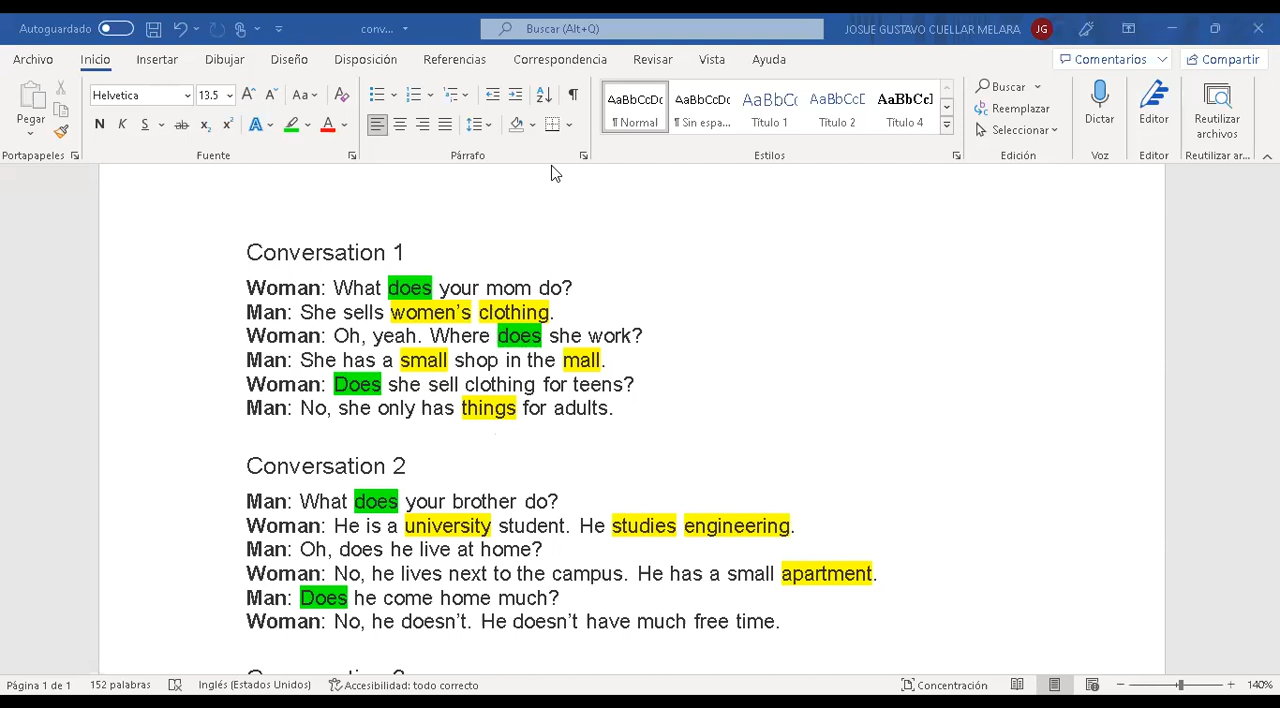 Autoguardado conv... Buscar (Alt+Q) JOSUE GUSTAVO CUELLAR MELARA JG
Archivo Inicio Insertar Dibujar Diseño Disposición Referencias Correspondencia Revisar Vista Ayuda Comentarios Compartir
Pegar
Portapapeles
Helvetica 13.5 A A Aa A
N K S ab x₂ x² A A
Fuente
Párrafo
AaBbCcDc AaBbCcDc AaBbCc AaBbCcD AaBbCcI
¶ Normal ¶ Sin espa... Título 1 Título 2 Título 4
Estilos
Buscar
Reemplazar
Seleccionar
Edición
Dictar
Voz
Editor
Editor
Reutilizar archivos
Reutilizar ar...
Conversation 1
Woman: What does your mom do?
Man: She sells women’s clothing.
Woman: Oh, yeah. Where does she work?
Man: She has a small shop in the mall.
Woman: Does she sell clothing for teens?
Man: No, she only has things for adults.
Conversation 2
Man: What does your brother do?
Woman: He is a university student. He studies engineering.
Man: Oh, does he live at home?
Woman: No, he lives next to the campus. He has a small apartment.
Man: Does he come home much?
Woman: No, he doesn’t. He doesn’t have much free time.
Página 1 de 1 152 palabras Inglés (Estados Unidos) Accesibilidad: todo correcto Concentración 140%